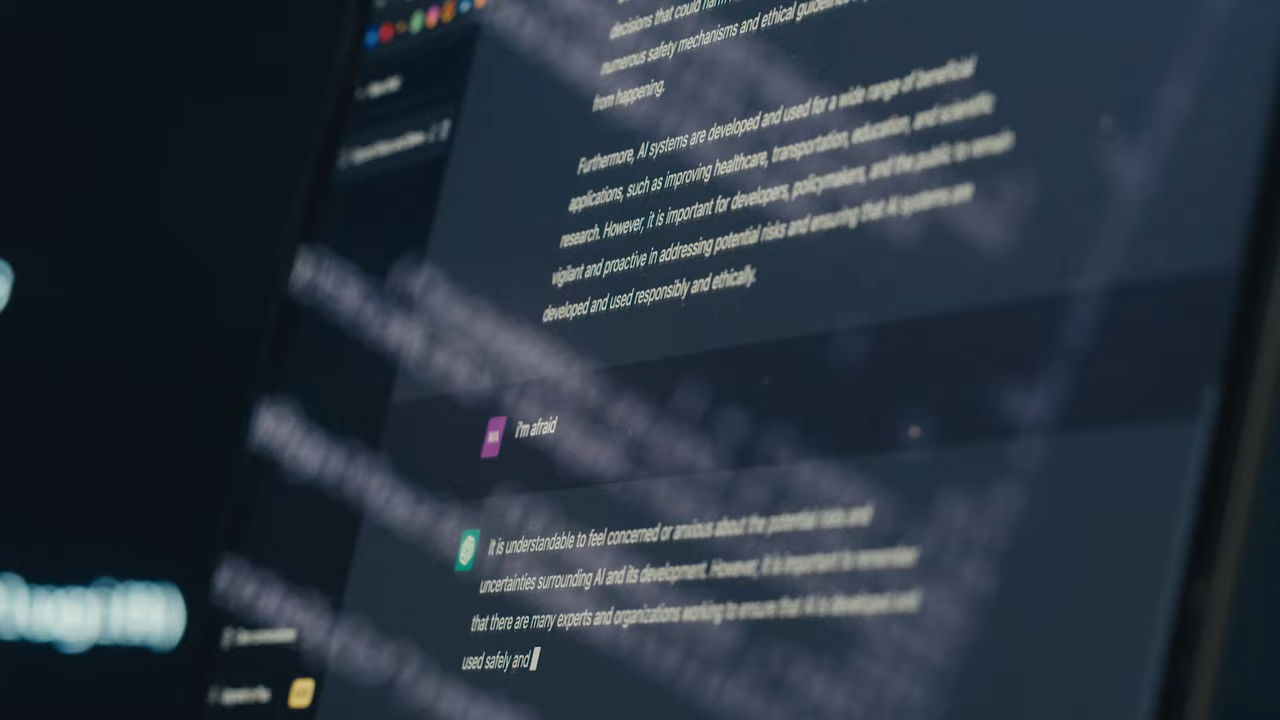 decisions that could harm
numerous safety mechanisms and ethical guidelines
from happening.
Furthermore, AI systems are developed and used for a wide range of beneficial
applications, such as improving healthcare, transportation, education, and scientific
research. However, it is important for developers, policymakers, and the public to remain
vigilant and proactive in addressing potential risks and ensuring that AI systems are
developed and used responsibly and ethically.
i'm afraid
It is understandable to feel concerned or anxious about the potential risks and
uncertainties surrounding AI and its development. However, it is important to remember
that there are many experts and organizations working to ensure that AI is developed and
used safely and